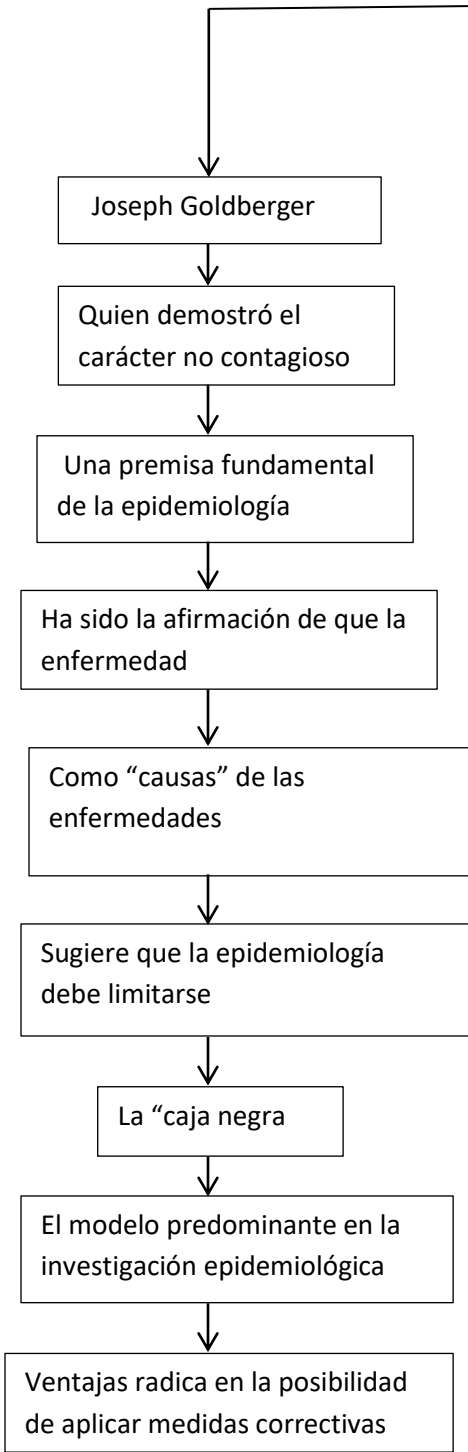 Joseph Goldberger
Quien demostró el
carácter no contagioso
Una premisa fundamental
de la epidemiología
Ha sido la afirmación de que la
enfermedad
Como “causas” de las
enfermedades
Sugiere que la epidemiología
debe limitarse
La “caja negra
El modelo predominante en la
investigación epidemiológica
Ventajas radica en la posibilidad
de aplicar medidas correctivas